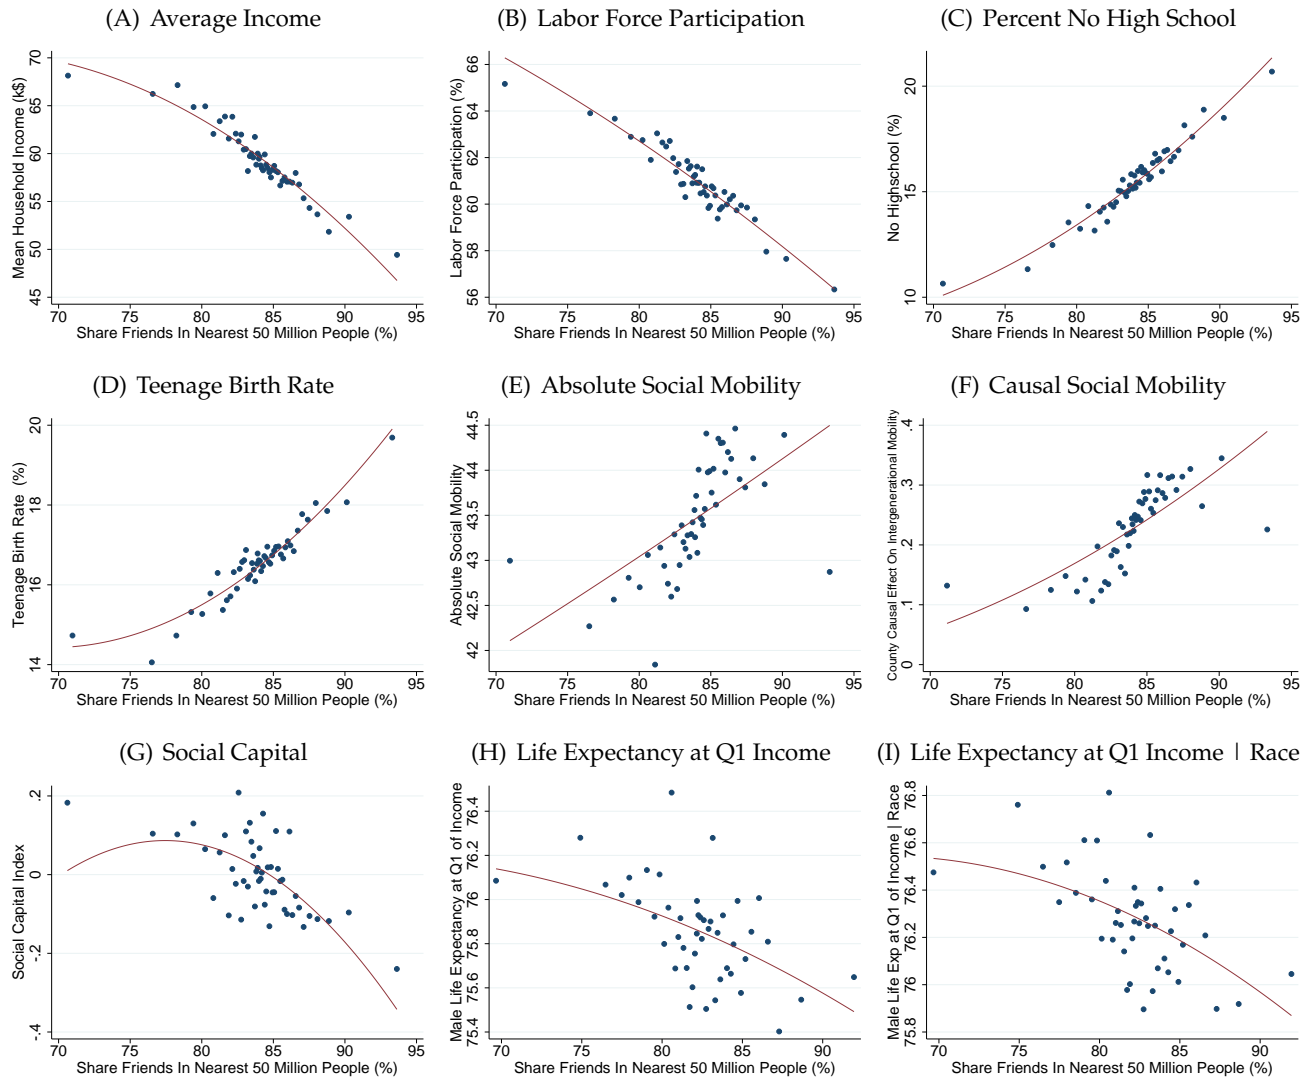 (A) Average Income
(B) Labor Force Participation
(C) Percent No High School
Mean Household Income (k$)
70
65
60
55
50
45
70 75 80 85 90 95
Share Friends In Nearest 50 Million People (%)
Labor Force Participation (%)
66
64
62
60
58
56
70 75 80 85 90 95
Share Friends In Nearest 50 Million People (%)
No Highschool (%)
20
15
10
70 75 80 85 90 95
Share Friends In Nearest 50 Million People (%)
(D) Teenage Birth Rate
(E) Absolute Social Mobility
(F) Causal Social Mobility
Teenage Birth Rate (%)
20
18
16
14
70 75 80 85 90 95
Share Friends In Nearest 50 Million People (%)
Absolute Social Mobility
44.5
44
43.5
43
42.5
42
70 75 80 85 90 95
Share Friends In Nearest 50 Million People (%)
County Causal Effect On Intergenerational Mobility
.4
.3
.2
.1
0
70 75 80 85 90 95
Share Friends In Nearest 50 Million People (%)
(G) Social Capital
(H) Life Expectancy at Q1 Income
(I) Life Expectancy at Q1 Income | Race
Social Capital Index
.2
0
-.2
-.4
70 75 80 85 90 95
Share Friends In Nearest 50 Million People (%)
Male Life Expectancy at Q1 of Income
76.4
76.2
76
75.8
75.6
75.4
70 75 80 85 90
Share Friends In Nearest 50 Million People (%)
Male Life Exp at Q1 of Income | Race
76.8
76.6
76.4
76.2
76
75.8
70 75 80 85 90
Share Friends In Nearest 50 Million People (%)